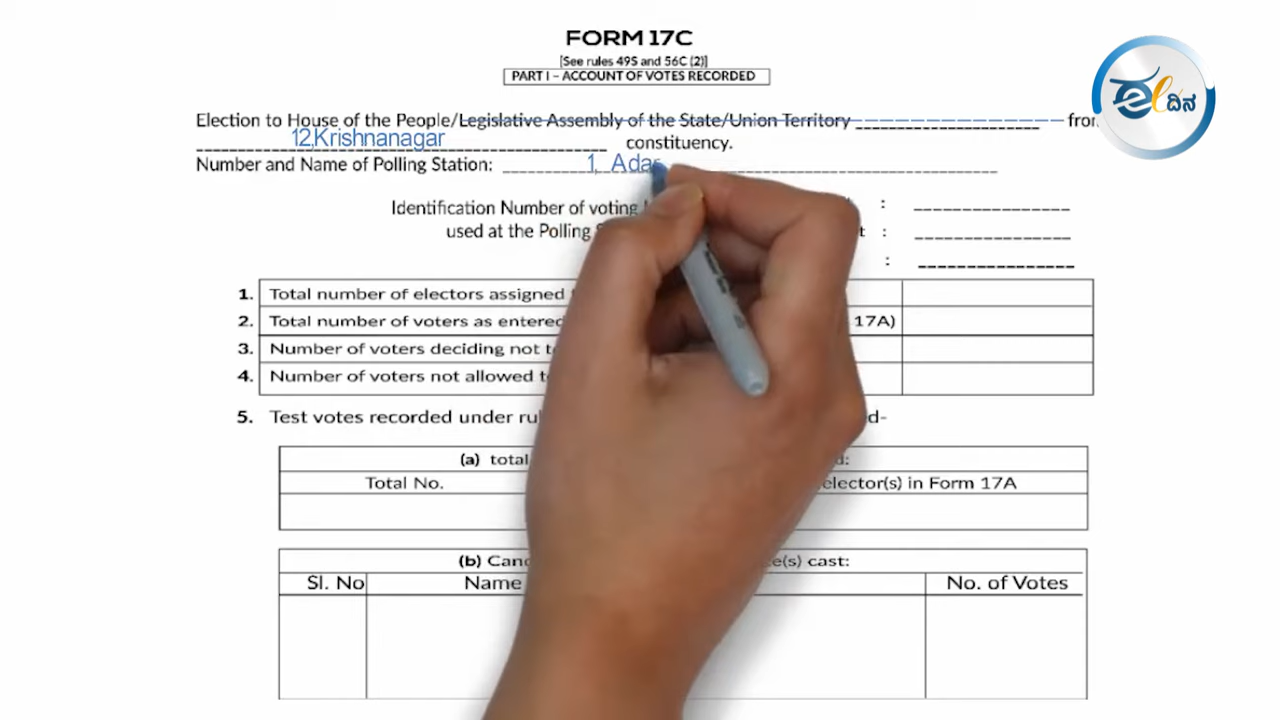 FORM 17C
[See rules 49S and 56C (2)]
PART I – ACCOUNT OF VOTES RECORDED
el ದಿನ
Election to House of the People/Legislative Assembly of the State/Union Territory
12,Krishnanagar constituency.
Number and Name of Polling Station: 1,
Identification Number of voting :
used at the Polling :
:
1. Total number of electors assigned
2. Total number of voters as entered 17A)
3. Number of voters deciding not
4. Number of voters not allowed
5. Test votes recorded under
(a) total
Total No. elector(s) in Form 17A
(b) cast:
Sl. No Name No. of Votes